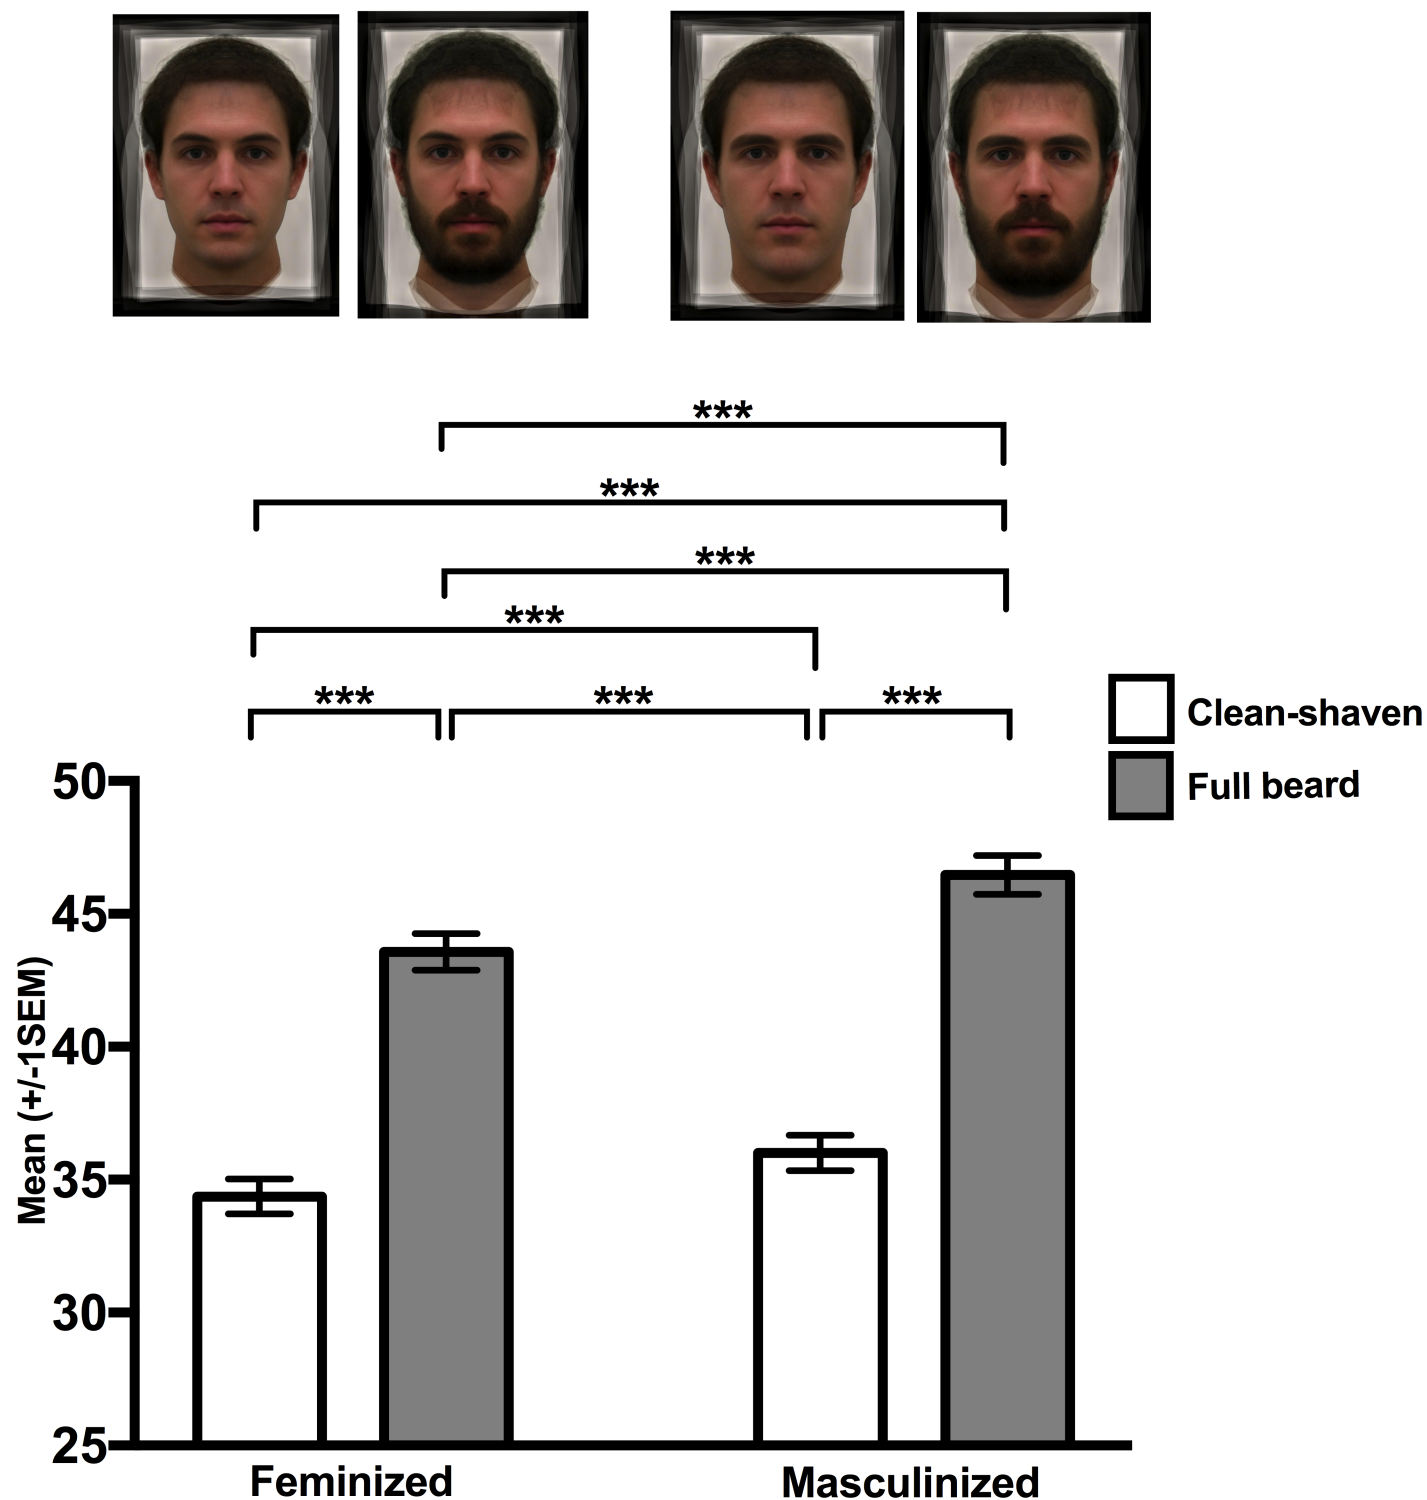 ***
***
***
***
*** *** ***
Clean-shaven
Full beard
50
45
40
35
30
25
Mean (+/-1SEM)
Feminized
Masculinized